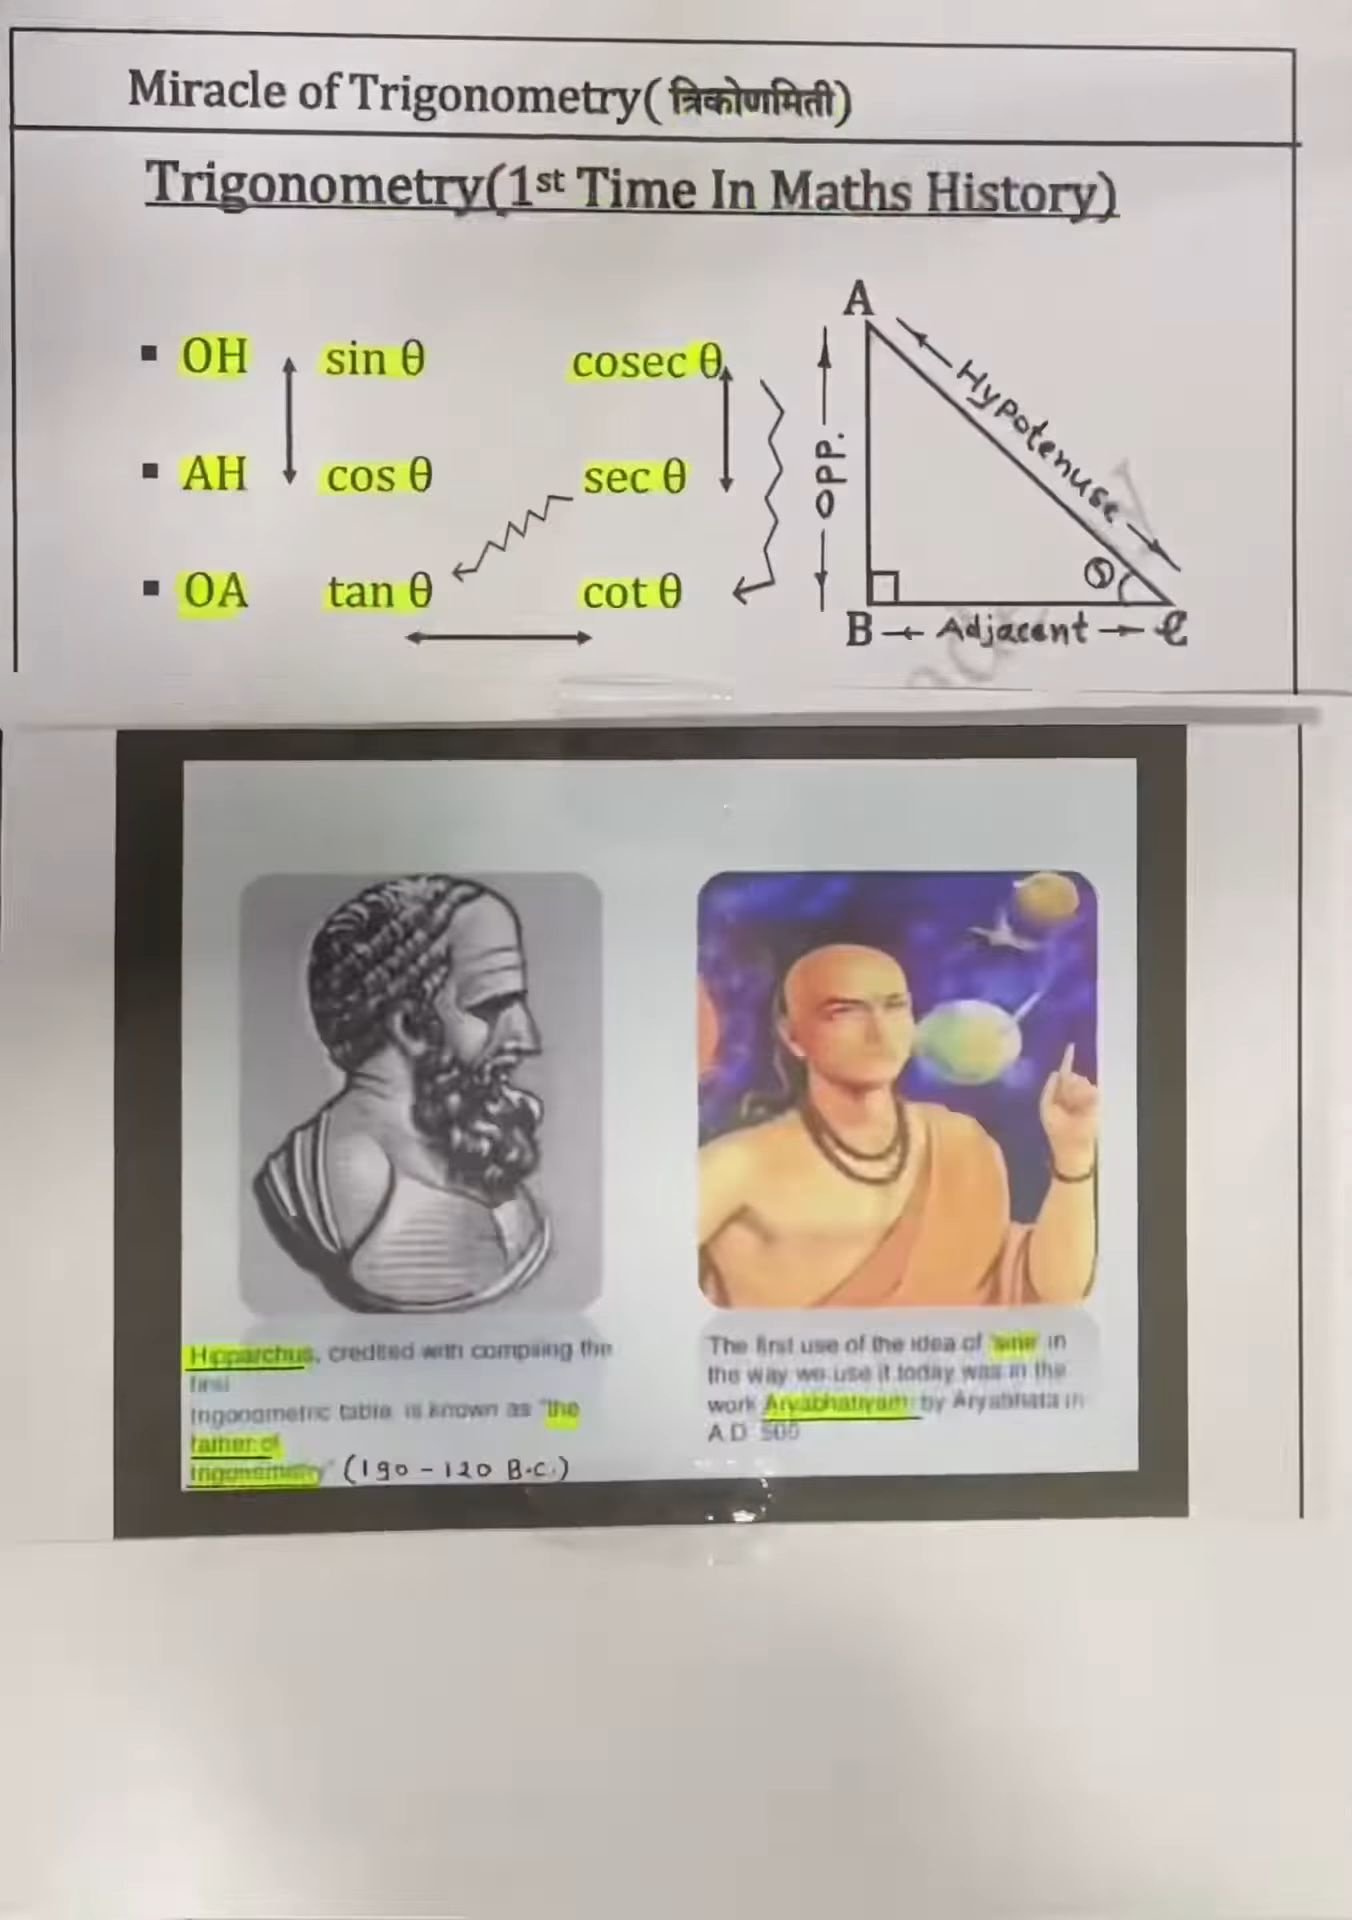 Miracle of Trigonometry( त्रिकोणमिती)
Trigonometry(1st Time In Maths History)
▪ OH sin θ cosec θ
▪ AH cos θ sec θ
▪ OA tan θ cot θ
A
Hypotenuse
OPP.
θ
B ← Adjacent → C
Hipparchus, credited with compiling the
first
trigonometric table, is known as "the
father of
trigonometry" (190 - 120 B.C.)
The first use of the idea of 'sine' in
the way we use it today was in the
work Aryabhatiyam by Aryabhata in
A.D. 500